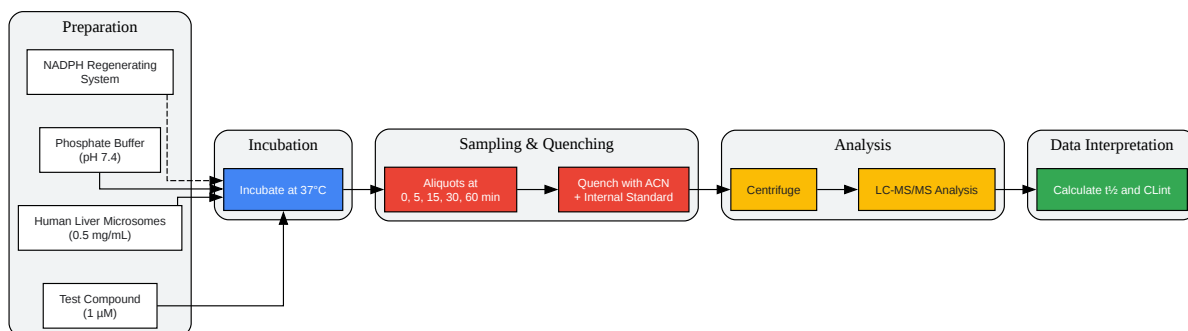 Preparation
NADPH Regenerating
System
Phosphate Buffer
(pH 7.4)
Human Liver Microsomes
(0.5 mg/mL)
Test Compound
(1 µM)
Incubation
Incubate at 37°C
Sampling & Quenching
Aliquots at
0, 5, 15, 30, 60 min
Quench with ACN
+ Internal Standard
Analysis
Centrifuge
LC-MS/MS Analysis
Data Interpretation
Calculate t½ and CLint